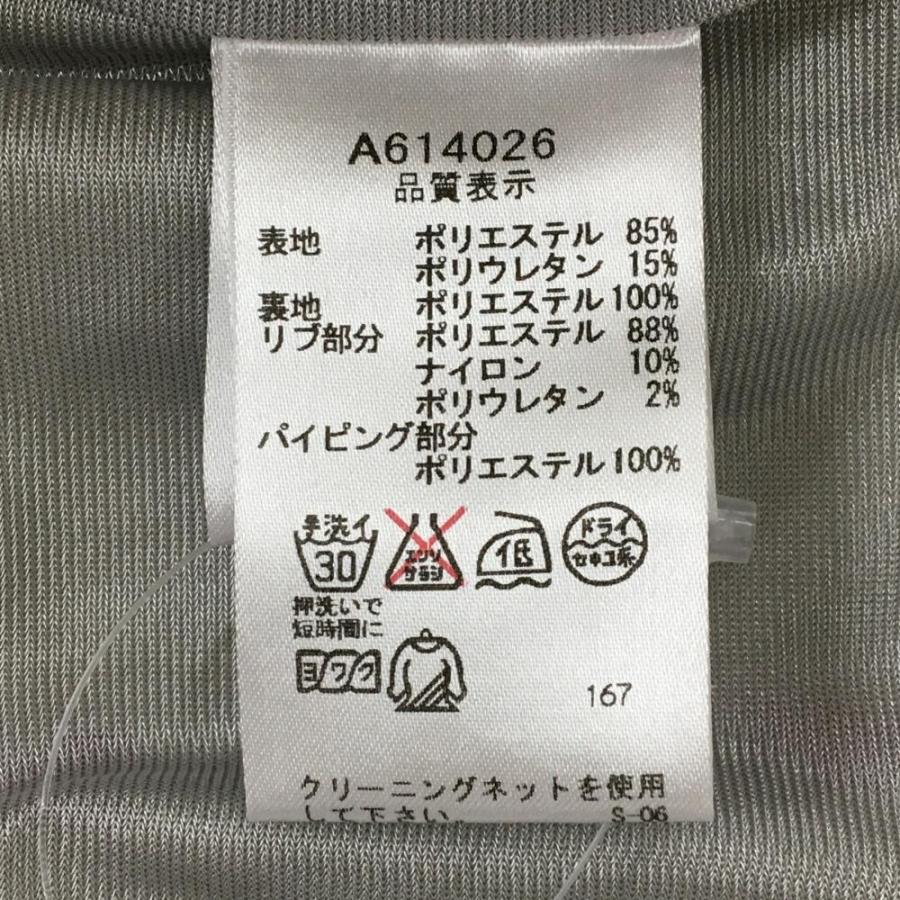 A614026
品質表示
表地 ポリエステル 85%
ポリウレタン 15%
裏地 ポリエステル 100%
リブ部分 ポリエステル 88%
ナイロン 10%
ポリウレタン 2%
パイピング部分
ポリエステル 100%
手洗イ 30 エンソサラシ 低 ドライ セキユ系
押洗いで
短時間に
ヨワク
167
クリーニングネットを使用
して下さい。 S-06